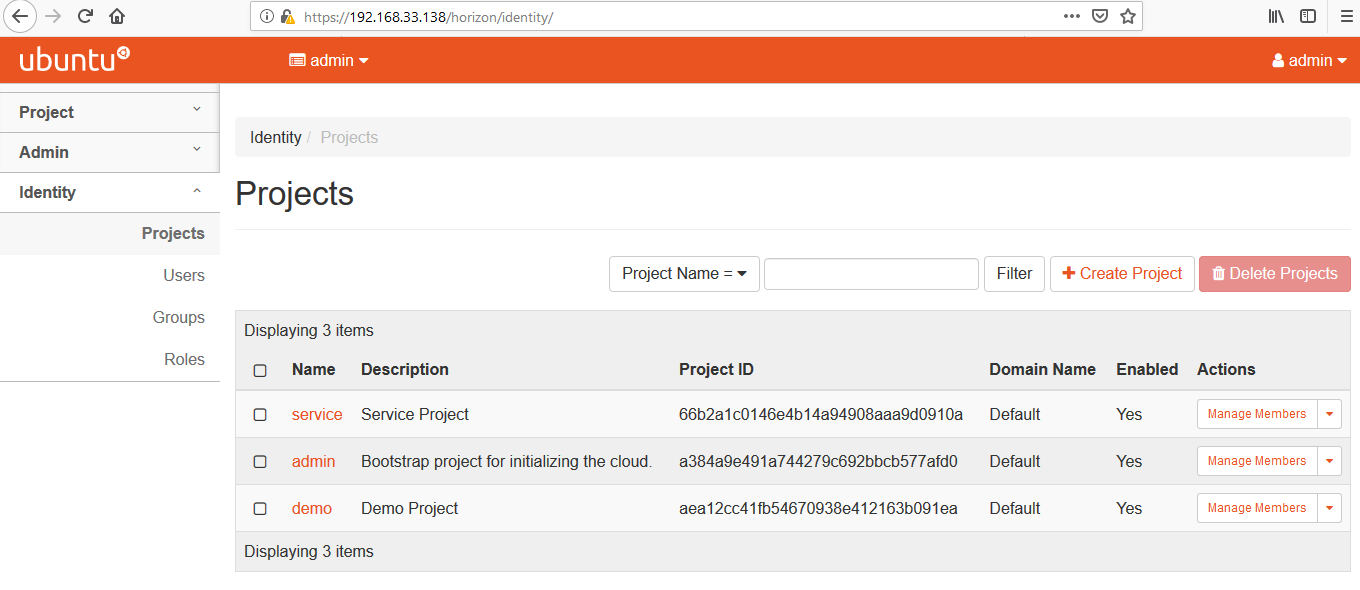 https://192.168.33.138/horizon/identity/
ubuntu admin admin
Project
Admin
Identity
Projects
Users
Groups
Roles
Identity / Projects
Projects
Project Name = Filter Create Project Delete Projects
Displaying 3 items
Name Description Project ID Domain Name Enabled Actions
service Service Project 66b2a1c0146e4b14a94908aaa9d0910a Default Yes Manage Members
admin Bootstrap project for initializing the cloud. a384a9e491a744279c692bbcb577afd0 Default Yes Manage Members
demo Demo Project aea12cc41fb54670938e412163b091ea Default Yes Manage Members
Displaying 3 items